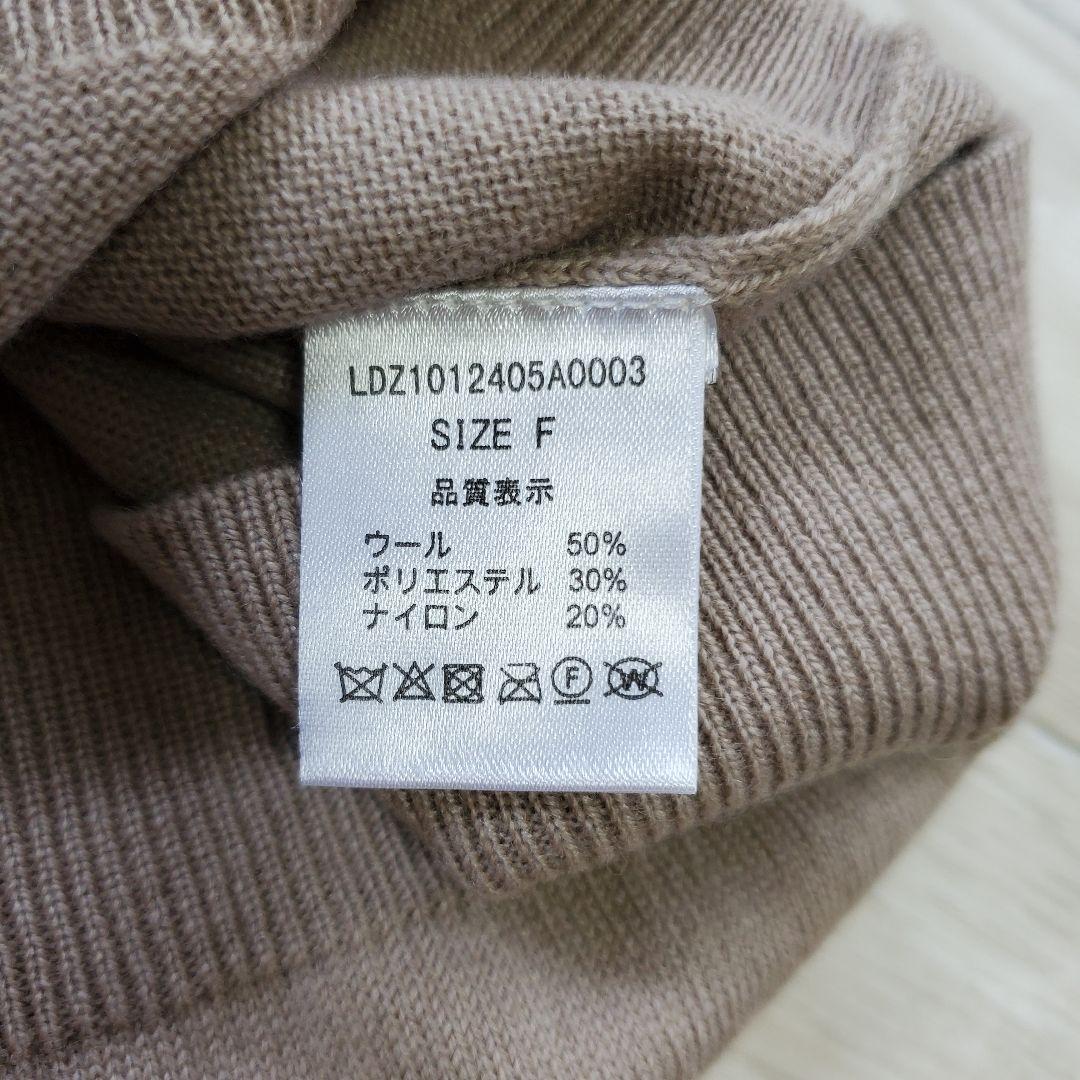 LDZ1012405A0003
SIZE F
品質表示
ウール 50%
ポリエステル 30%
ナイロン 20%
F W